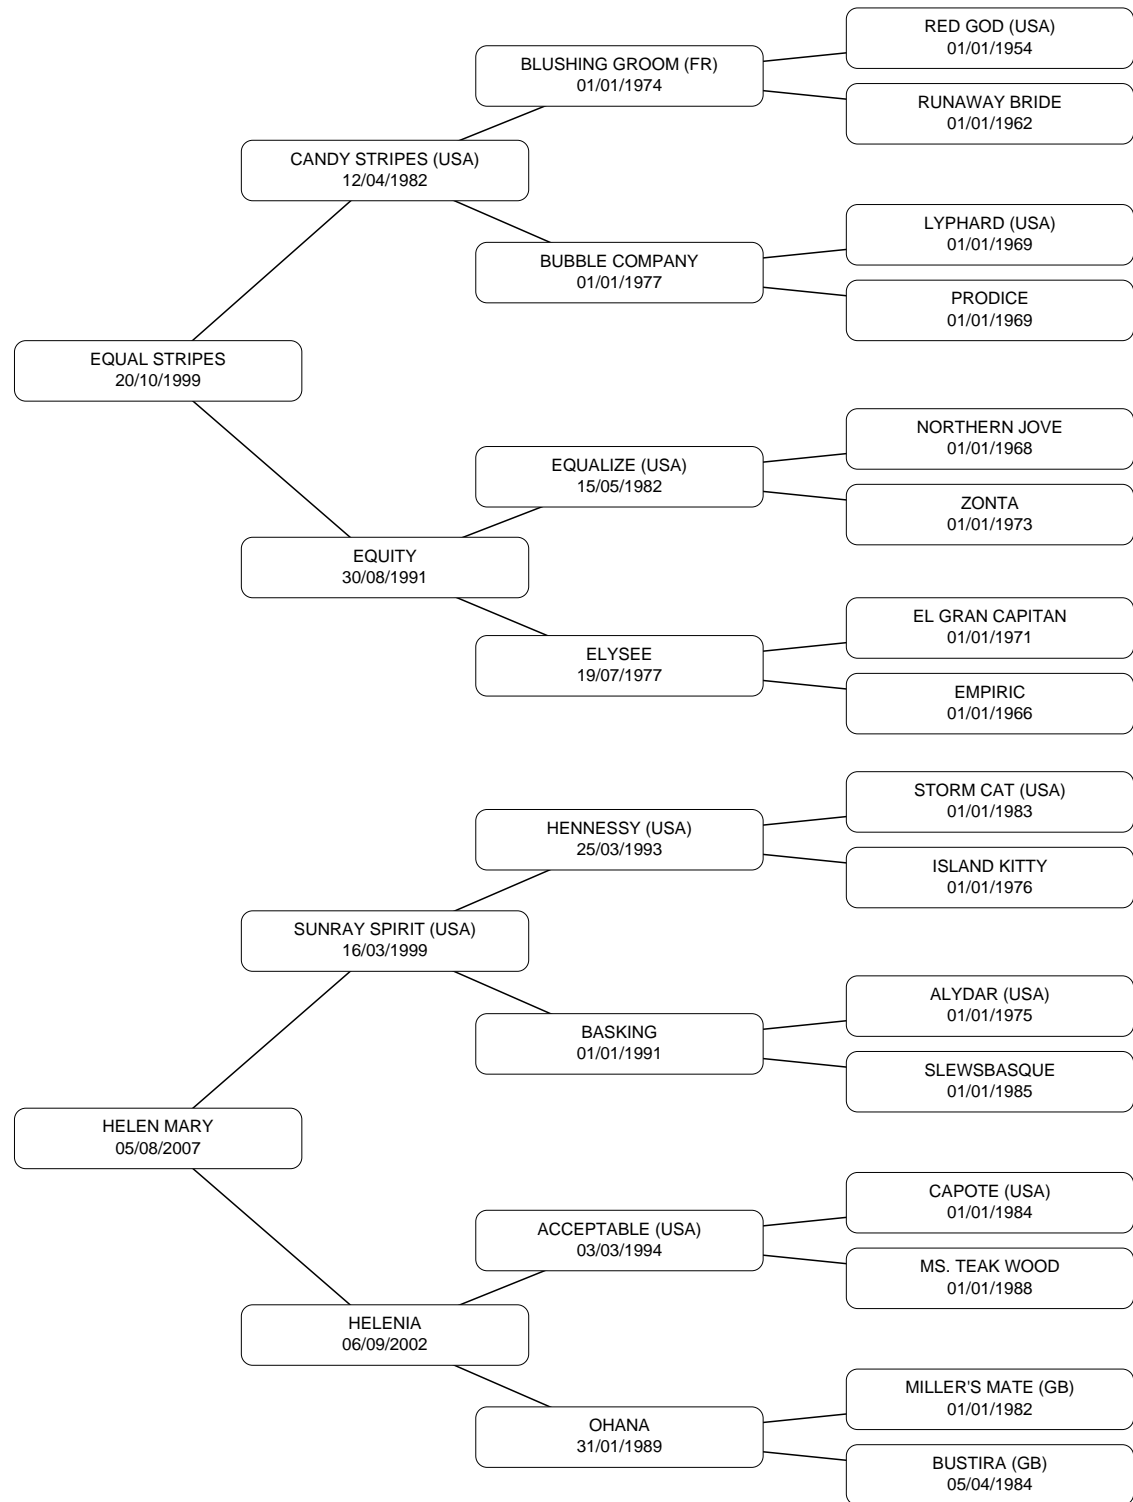 RED GOD (USA)
01/01/1954
BLUSHING GROOM (FR)
01/01/1974
RUNAWAY BRIDE
01/01/1962
CANDY STRIPES (USA)
12/04/1982
LYPHARD (USA)
01/01/1969
BUBBLE COMPANY
01/01/1977
PRODICE
01/01/1969
EQUAL STRIPES
20/10/1999
NORTHERN JOVE
01/01/1968
EQUALIZE (USA)
15/05/1982
ZONTA
01/01/1973
EQUITY
30/08/1991
EL GRAN CAPITAN
01/01/1971
ELYSEE
19/07/1977
EMPIRIC
01/01/1966
STORM CAT (USA)
01/01/1983
HENNESSY (USA)
25/03/1993
ISLAND KITTY
01/01/1976
SUNRAY SPIRIT (USA)
16/03/1999
ALYDAR (USA)
01/01/1975
BASKING
01/01/1991
SLEWSBASQUE
01/01/1985
HELEN MARY
05/08/2007
CAPOTE (USA)
01/01/1984
ACCEPTABLE (USA)
03/03/1994
MS. TEAK WOOD
01/01/1988
HELENIA
06/09/2002
MILLER'S MATE (GB)
01/01/1982
OHANA
31/01/1989
BUSTIRA (GB)
05/04/1984